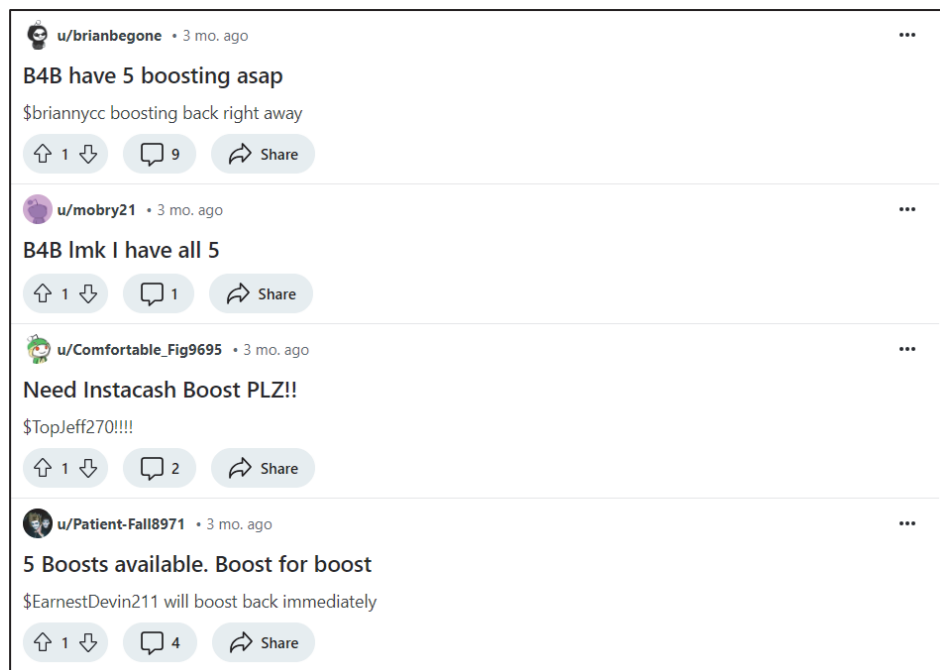 u/brianbegone • 3 mo. ago
B4B have 5 boosting asap
$briannycc boosting back right away
1 9 Share
u/mobry21 • 3 mo. ago
B4B lmk I have all 5
1 1 Share
u/Comfortable_Fig9695 • 3 mo. ago
Need Instacash Boost PLZ!!
$TopJeff270!!!!
1 2 Share
u/Patient-Fall8971 • 3 mo. ago
5 Boosts available. Boost for boost
$EarnestDevin211 will boost back immediately
1 4 Share